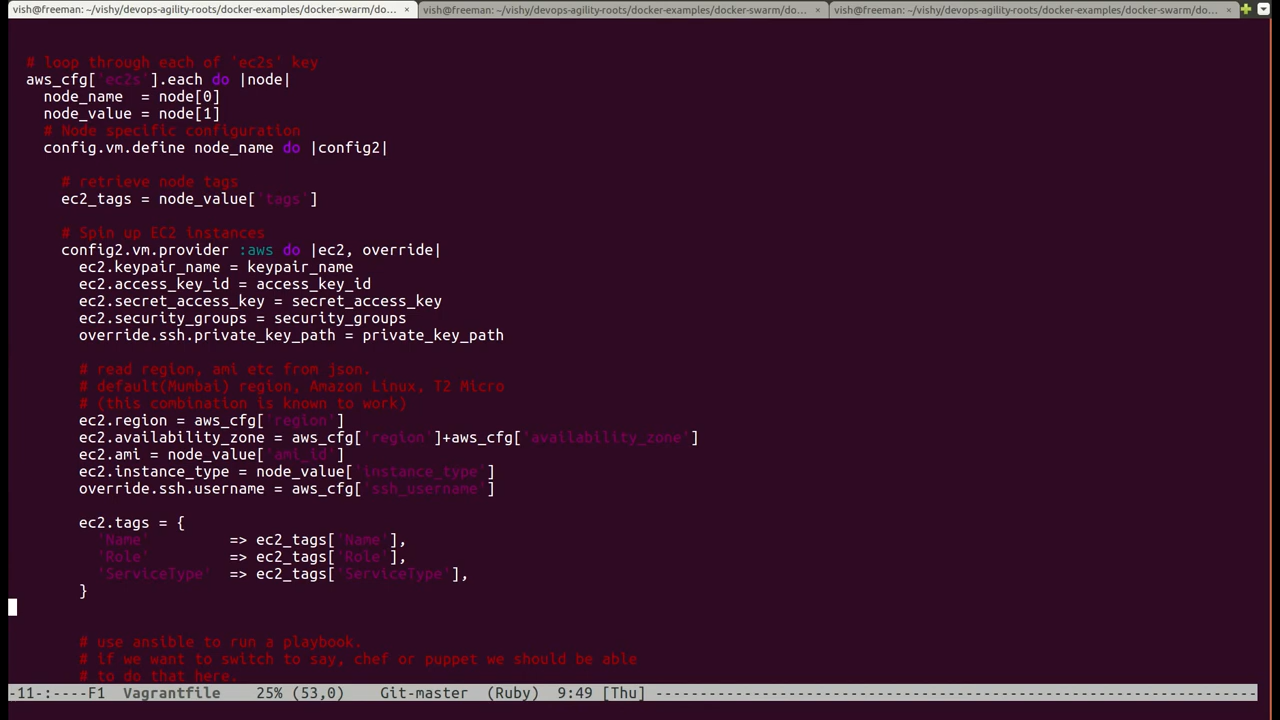 vish@freeman: ~/vishy/devops-agility-roots/docker-examples/docker-swarm/do... × vish@freeman: ~/vishy/devops-agility-roots/docker-examples/docker-swarm/do... × vish@freeman: ~/vishy/devops-agility-roots/docker-examples/docker-swarm/do... ×
# loop through each of 'ec2s' key
aws_cfg['ec2s'].each do |node|
node_name  = node[0]
node_value = node[1]
# Node specific configuration
config.vm.define node_name do |config2|
# retrieve node tags
ec2_tags = node_value['tags']
# Spin up EC2 instances
config2.vm.provider :aws do |ec2, override|
ec2.keypair_name = keypair_name
ec2.access_key_id = access_key_id
ec2.secret_access_key = secret_access_key
ec2.security_groups = security_groups
override.ssh.private_key_path = private_key_path
# read region, ami etc from json.
# default(Mumbai) region, Amazon Linux, T2 Micro
# (this combination is known to work)
ec2.region = aws_cfg['region']
ec2.availability_zone = aws_cfg['region']+aws_cfg['availability_zone']
ec2.ami = node_value['ami_id']
ec2.instance_type = node_value['instance_type']
override.ssh.username = aws_cfg['ssh_username']
ec2.tags = {
'Name'         => ec2_tags['Name'],
'Role'         => ec2_tags['Role'],
'ServiceType'  => ec2_tags['ServiceType'],
}
# use ansible to run a playbook.
# if we want to switch to say, chef or puppet we should be able
# to do that here.
-11-:----F1  Vagrantfile    25% (53,0)    Git-master  (Ruby)  9:49 [Thu] ----------------------------------------------------------------------